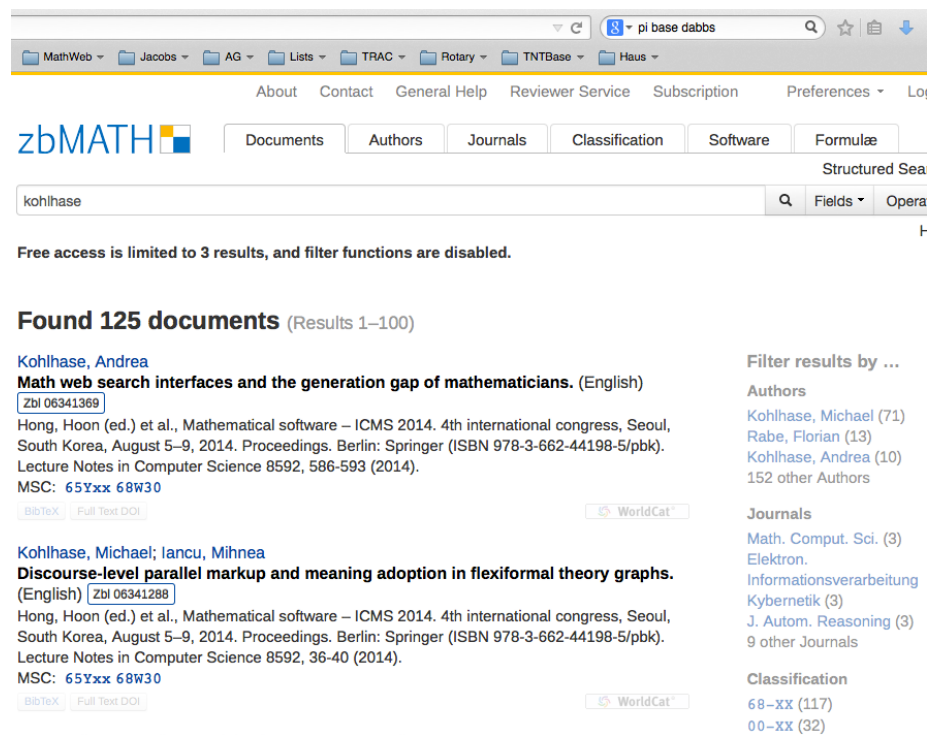 pi base dabbs
MathWeb Jacobs AG Lists TRAC Rotary TNTBase Haus
About Contact General Help Reviewer Service Subscription Preferences
zbMATH
Documents Authors Journals Classification Software Formulæ
Structured
kohlhase Fields
Free access is limited to 3 results, and filter functions are disabled.
Found 125 documents (Results 1–100)
Kohlhase, Andrea
Math web search interfaces and the generation gap of mathematicians. (English)
Zbl 06341369
Hong, Hoon (ed.) et al., Mathematical software – ICMS 2014. 4th international congress, Seoul,
South Korea, August 5–9, 2014. Proceedings. Berlin: Springer (ISBN 978-3-662-44198-5/pbk).
Lecture Notes in Computer Science 8592, 586-593 (2014).
MSC: 65Yxx 68W30
BibTeX Full Text DOI WorldCat
Kohlhase, Michael; Iancu, Mihnea
Discourse-level parallel markup and meaning adoption in flexiformal theory graphs.
(English) Zbl 06341288
Hong, Hoon (ed.) et al., Mathematical software – ICMS 2014. 4th international congress, Seoul,
South Korea, August 5–9, 2014. Proceedings. Berlin: Springer (ISBN 978-3-662-44198-5/pbk).
Lecture Notes in Computer Science 8592, 36-40 (2014).
MSC: 65Yxx 68W30
BibTeX Full Text DOI WorldCat
Filter results by ...
Authors
Kohlhase, Michael (71)
Rabe, Florian (13)
Kohlhase, Andrea (10)
152 other Authors
Journals
Math. Comput. Sci. (3)
Elektron.
Informationsverarbeitung
Kybernetik (3)
J. Autom. Reasoning (3)
9 other Journals
Classification
68-XX (117)
00-XX (32)